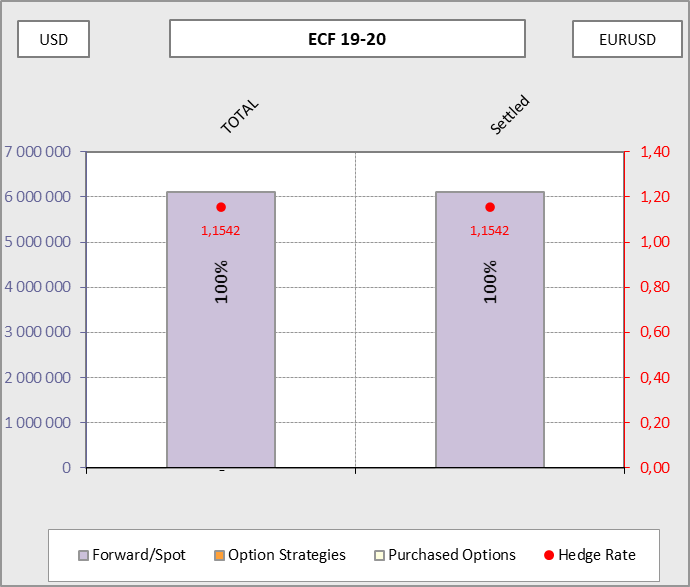 USD
ECF 19-20
EURUSD
TOTAL
Settled
7 000 000
6 000 000
5 000 000
4 000 000
3 000 000
2 000 000
1 000 000
0
1,1542
100%
1,1542
100%
-
1,40
1,20
1,00
0,80
0,60
0,40
0,20
0,00
Forward/Spot
Option Strategies
Purchased Options
Hedge Rate